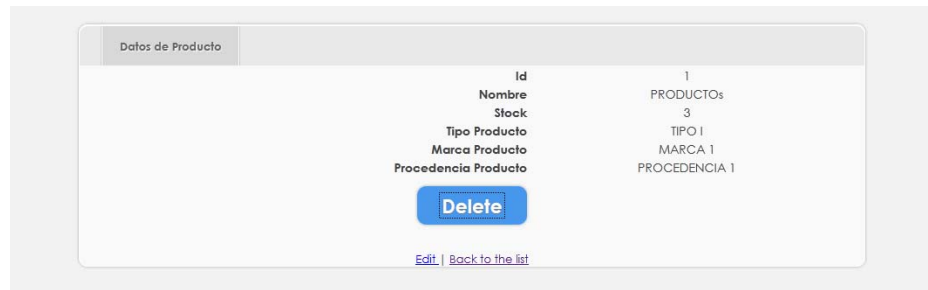 Datos de Producto
Id 1
Nombre PRODUCTOs
Stock 3
Tipo Producto TIPO I
Marca Producto MARCA 1
Procedencia Producto PROCEDENCIA 1
Delete
Edit | Back to the list